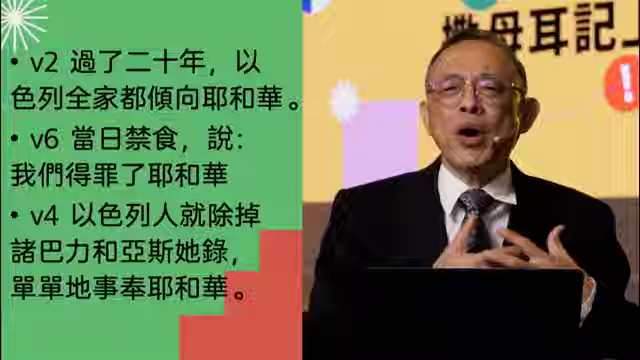 • v2 過了二十年，以
色列全家都傾向耶和華。
• v6 當日禁食，說：
我們得罪了耶和華
• v4 以色列人就除掉
諸巴力和亞斯她錄，
單單地事奉耶和華。
撒母耳記上